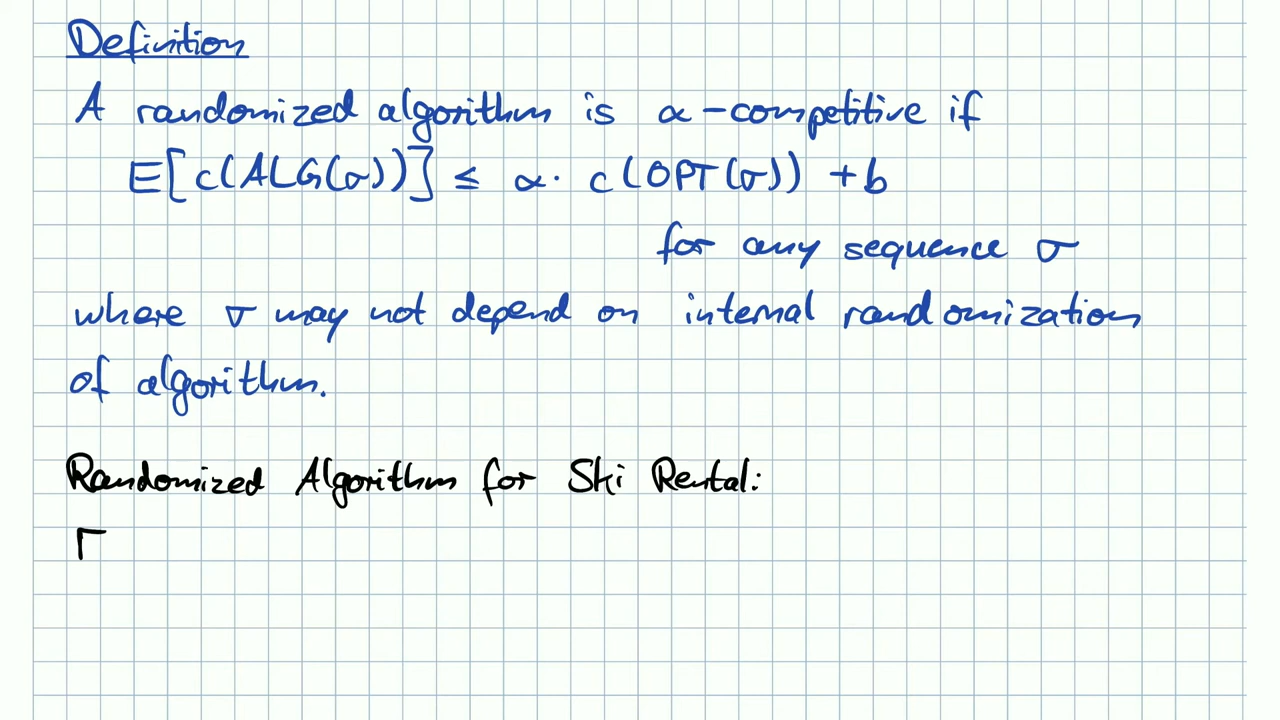 Definition
A randomized algorithm is α-competitive if
E[c(ALG(σ))] ≤ α · c(OPT(σ)) + b
for any sequence σ
where σ may not depend on internal randomization
of algorithm.
Randomized Algorithm for Ski Rental: